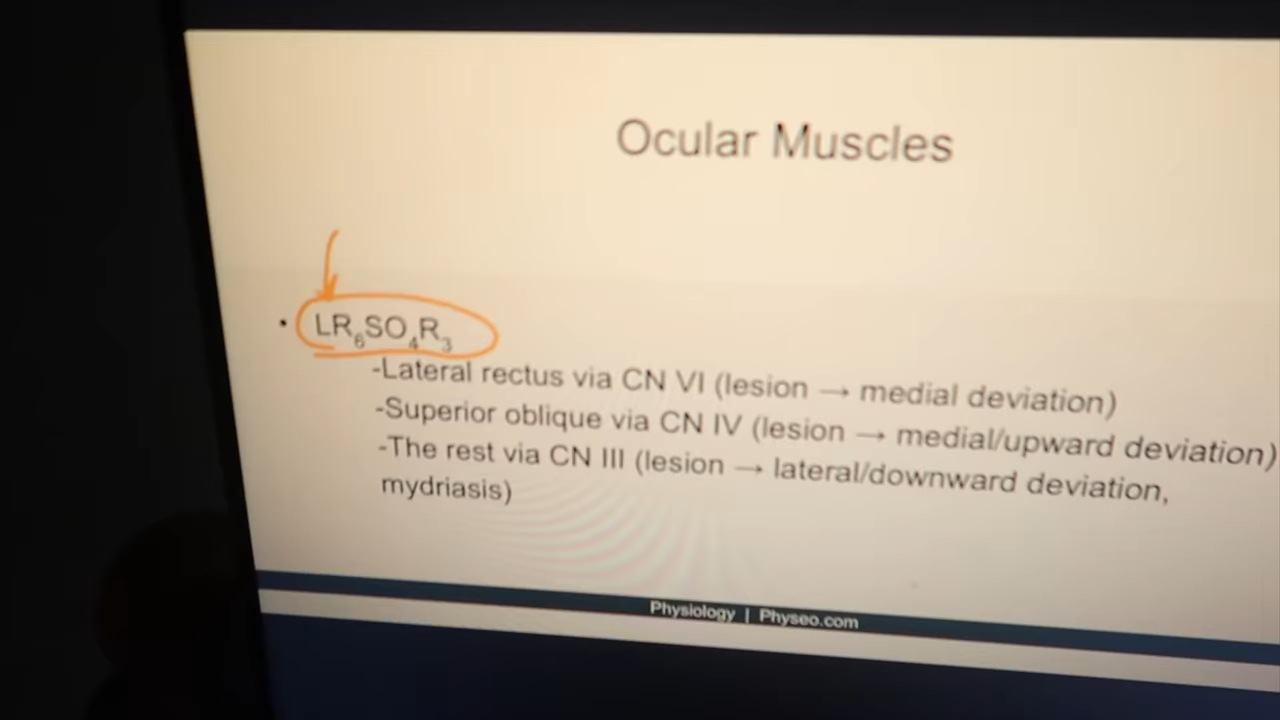 Ocular Muscles
• LR₆SO₄R₃
-Lateral rectus via CN VI (lesion → medial deviation)
-Superior oblique via CN IV (lesion → medial/upward deviation)
-The rest via CN III (lesion → lateral/downward deviation,
mydriasis)
Physiology | Physeo.com